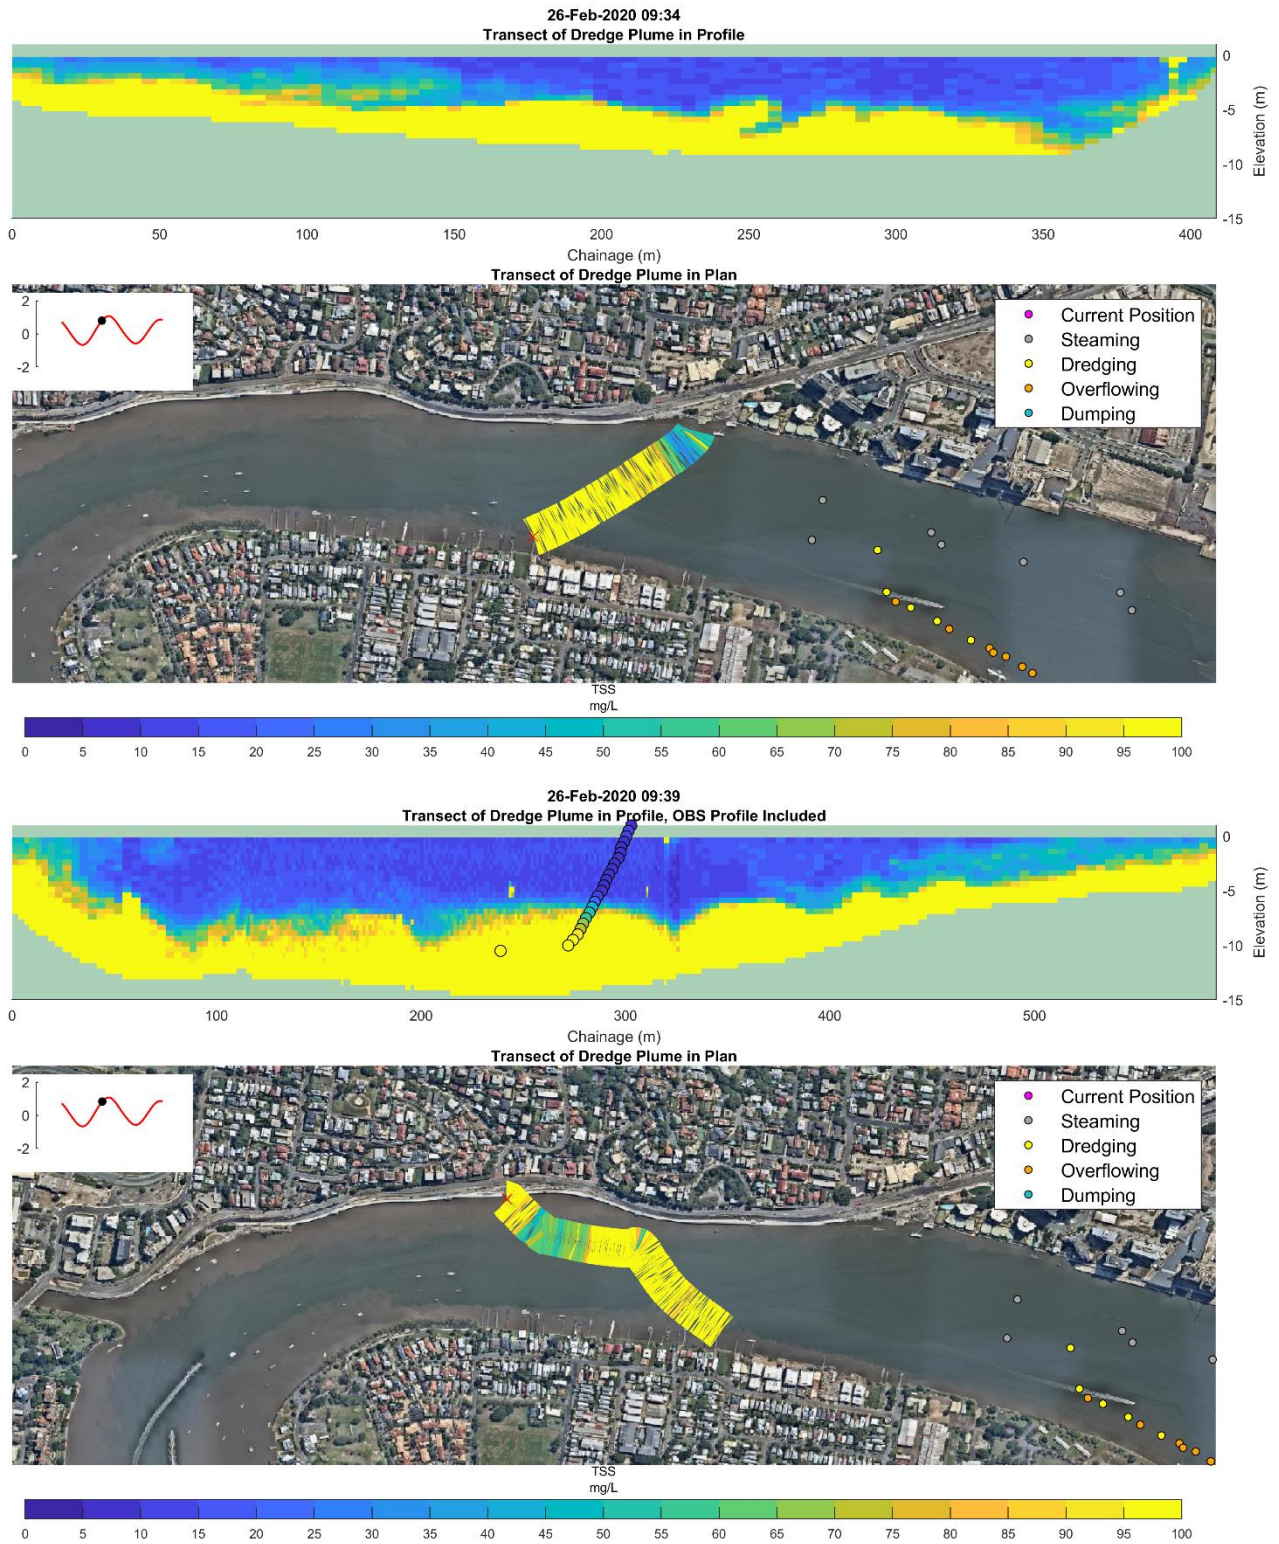 26-Feb-2020 09:34
Transect of Dredge Plume in Profile
0
-5
-10
-15
Elevation (m)
0 50 100 150 200 250 300 350 400
Chainage (m)
Transect of Dredge Plume in Plan
2
0
-2
Current Position
Steaming
Dredging
Overflowing
Dumping
TSS
mg/L
0 5 10 15 20 25 30 35 40 45 50 55 60 65 70 75 80 85 90 95 100
26-Feb-2020 09:39
Transect of Dredge Plume in Profile, OBS Profile Included
0
-5
-10
-15
Elevation (m)
0 100 200 300 400 500
Chainage (m)
Transect of Dredge Plume in Plan
2
0
-2
Current Position
Steaming
Dredging
Overflowing
Dumping
TSS
mg/L
0 5 10 15 20 25 30 35 40 45 50 55 60 65 70 75 80 85 90 95 100